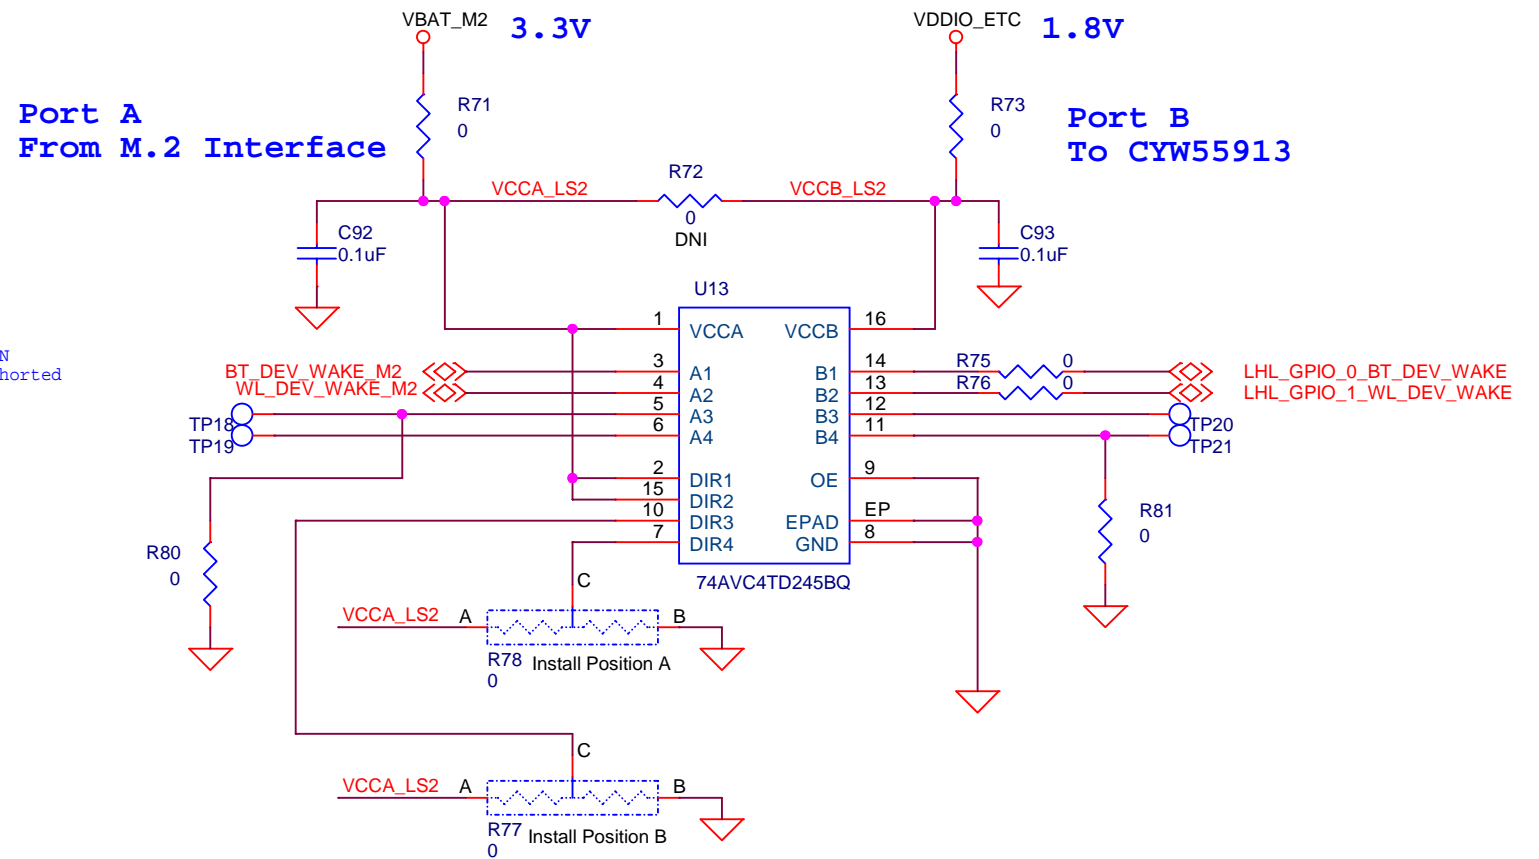 VBAT_M2 3.3V
VDDIO_ETC 1.8V
Port A
From M.2 Interface
R71
0
R73
0
Port B
To CYW55913
R72
VCCA_LS2
VCCB_LS2
0
DNI
C92
0.1uF
C93
0.1uF
U13
1 VCCA
VCCB 16
N
horted
BT_DEV_WAKE_M2
WL_DEV_WAKE_M2
TP18
TP19
3 A1
4 A2
5 A3
6 A4
2 DIR1
15 DIR2
10 DIR3
7 DIR4
B1 14
B2 13
B3 12
B4 11
OE 9
EPAD EP
GND 8
R75 0
R76 0
LHL_GPIO_0_BT_DEV_WAKE
LHL_GPIO_1_WL_DEV_WAKE
TP20
TP21
R80
0
R81
0
74AVC4TD245BQ
C
VCCA_LS2 A
B
R78 Install Position A
0
C
VCCA_LS2 A
B
R77 Install Position B
0